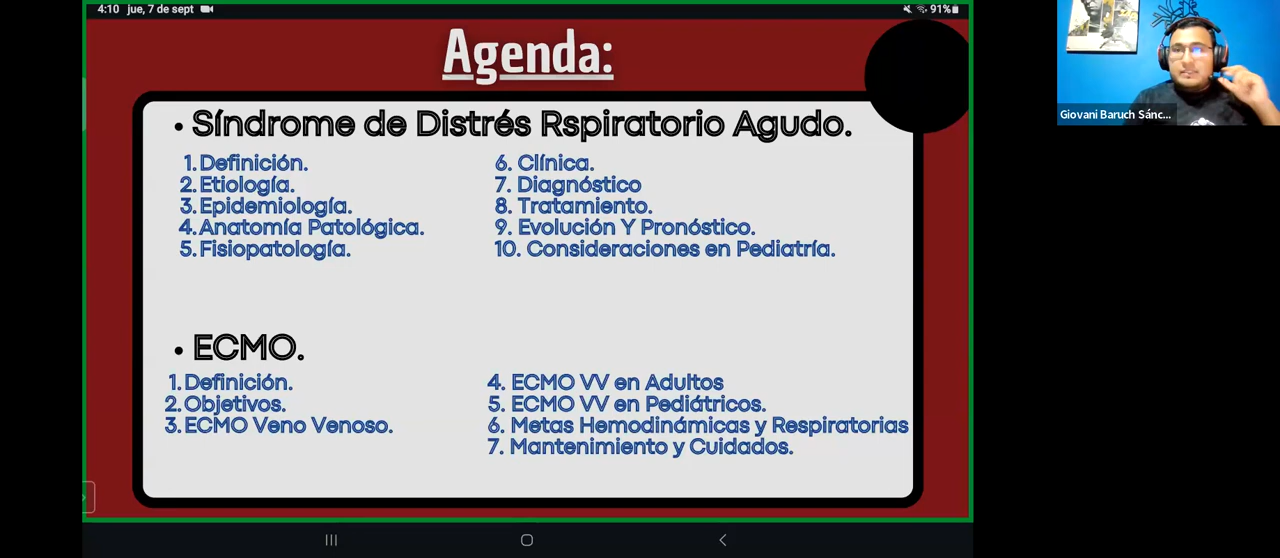 4:10 jue, 7 de sept
91%
Agenda:
• Síndrome de Distrés Rspiratorio Agudo.
1. Definición.
2. Etiología.
3. Epidemiología.
4. Anatomía Patológica.
5. Fisiopatología.
6. Clínica.
7. Diagnóstico
8. Tratamiento.
9. Evolución Y Pronóstico.
10. Consideraciones en Pediatría.
• ECMO.
1. Definición.
2. Objetivos.
3. ECMO Veno Venoso.
4. ECMO VV en Adultos
5. ECMO VV en Pediátricos.
6. Metas Hemodinámicas y Respiratorias
7. Mantenimiento y Cuidados.
Giovani Baruch Sánc...